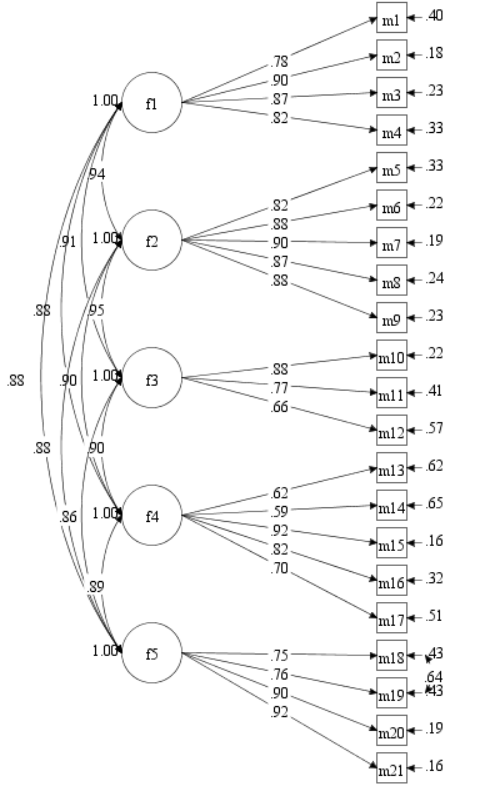 m1 .40
.78 m2 .18
.90
1.00 f1 .87 m3 .23
.82 m4 .33
.94 m5 .33
.82 m6 .22
.88
.91 1.00 f2 .90 m7 .19
.87 m8 .24
.88
.88 .95 m9 .23
.88 m10 .22
.88 .90 1.00 f3 .77 m11 .41
.66 m12 .57
.88 .90 m13 .62
.62 m14 .65
.59
.86 1.00 f4 .92 m15 .16
.82 m16 .32
.70
.89 m17 .51
1.00 f5 .75 m18 .43
.64
.76 m19 .43
.90 m20 .19
.92
m21 .16